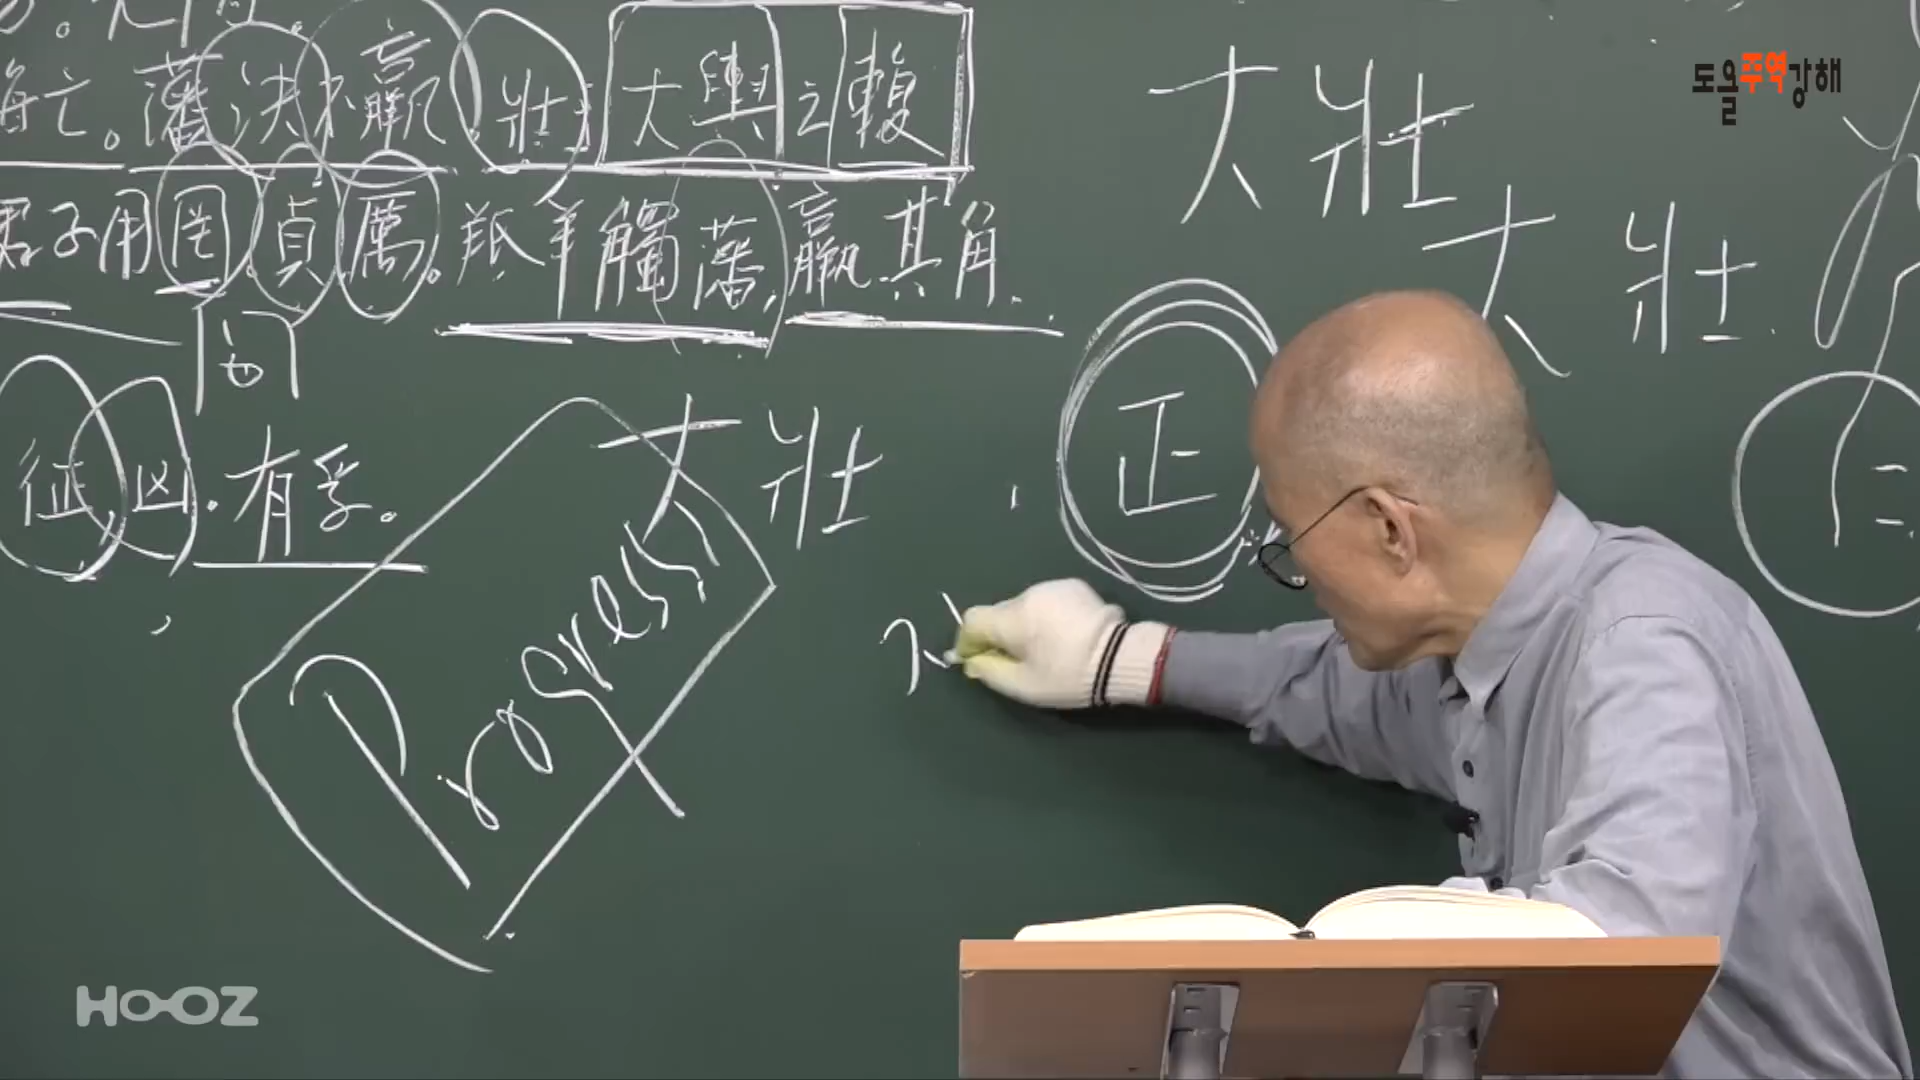 悔亡。藩決不羸.壯于大輿之輹
君子用罔.貞厲.羝羊觸藩,羸其角.
征凶.有孚.
大壯
Progress
大壯
大壯.
正
도올주역강해
HOOZ